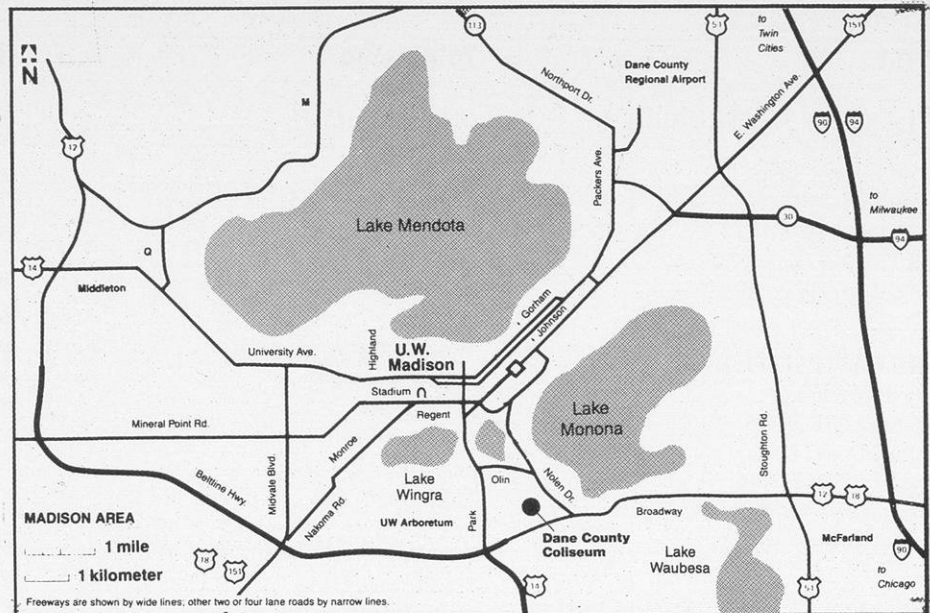 113
51
to
Twin
Cities
151
N
Dane County
Regional Airport
Northport Dr.
E. Washington Ave.
M
90
94
12
Packers Ave.
to
Milwaukee
Lake Mendota
30
94
Q
14
Middleton
Gorham
Johnson
Highland
University Ave.
U.W.
Madison
Stadium
Regent
Lake
Monona
Mineral Point Rd.
Monroe
Stoughton Rd.
Midvale Blvd.
Beltline Hwy.
Lake
Wingra
Olin
Nolen Dr.
Nakoma Rd.
UW Arboretum
Park
Broadway
12
18
MADISON AREA
1 mile
1 kilometer
Dane County
Coliseum
McFarland
Lake
Waubesa
90
to
Chicago
18
151
14
51
Freeways are shown by wide lines; other two or four lane roads by narrow lines.